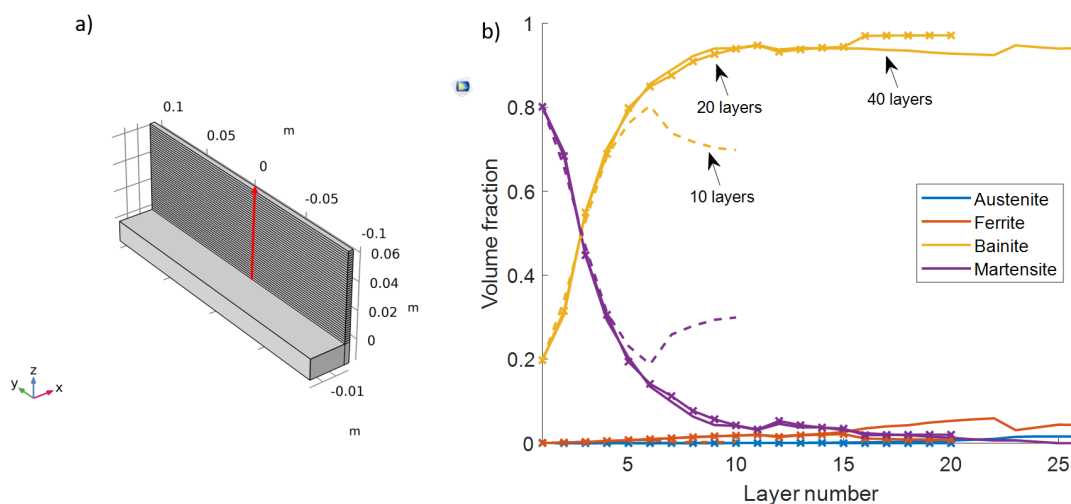 a)
0.1
m
0.05
0
-0.05
-0.1
0.06
0.04
0.02
m
0
-0.01
m
z
y
x
b)
1
0.8
0.6
0.4
0.2
0
Volume fraction
20 layers
40 layers
10 layers
Austenite
Ferrite
Bainite
Martensite
5
10
15
20
25
Layer number